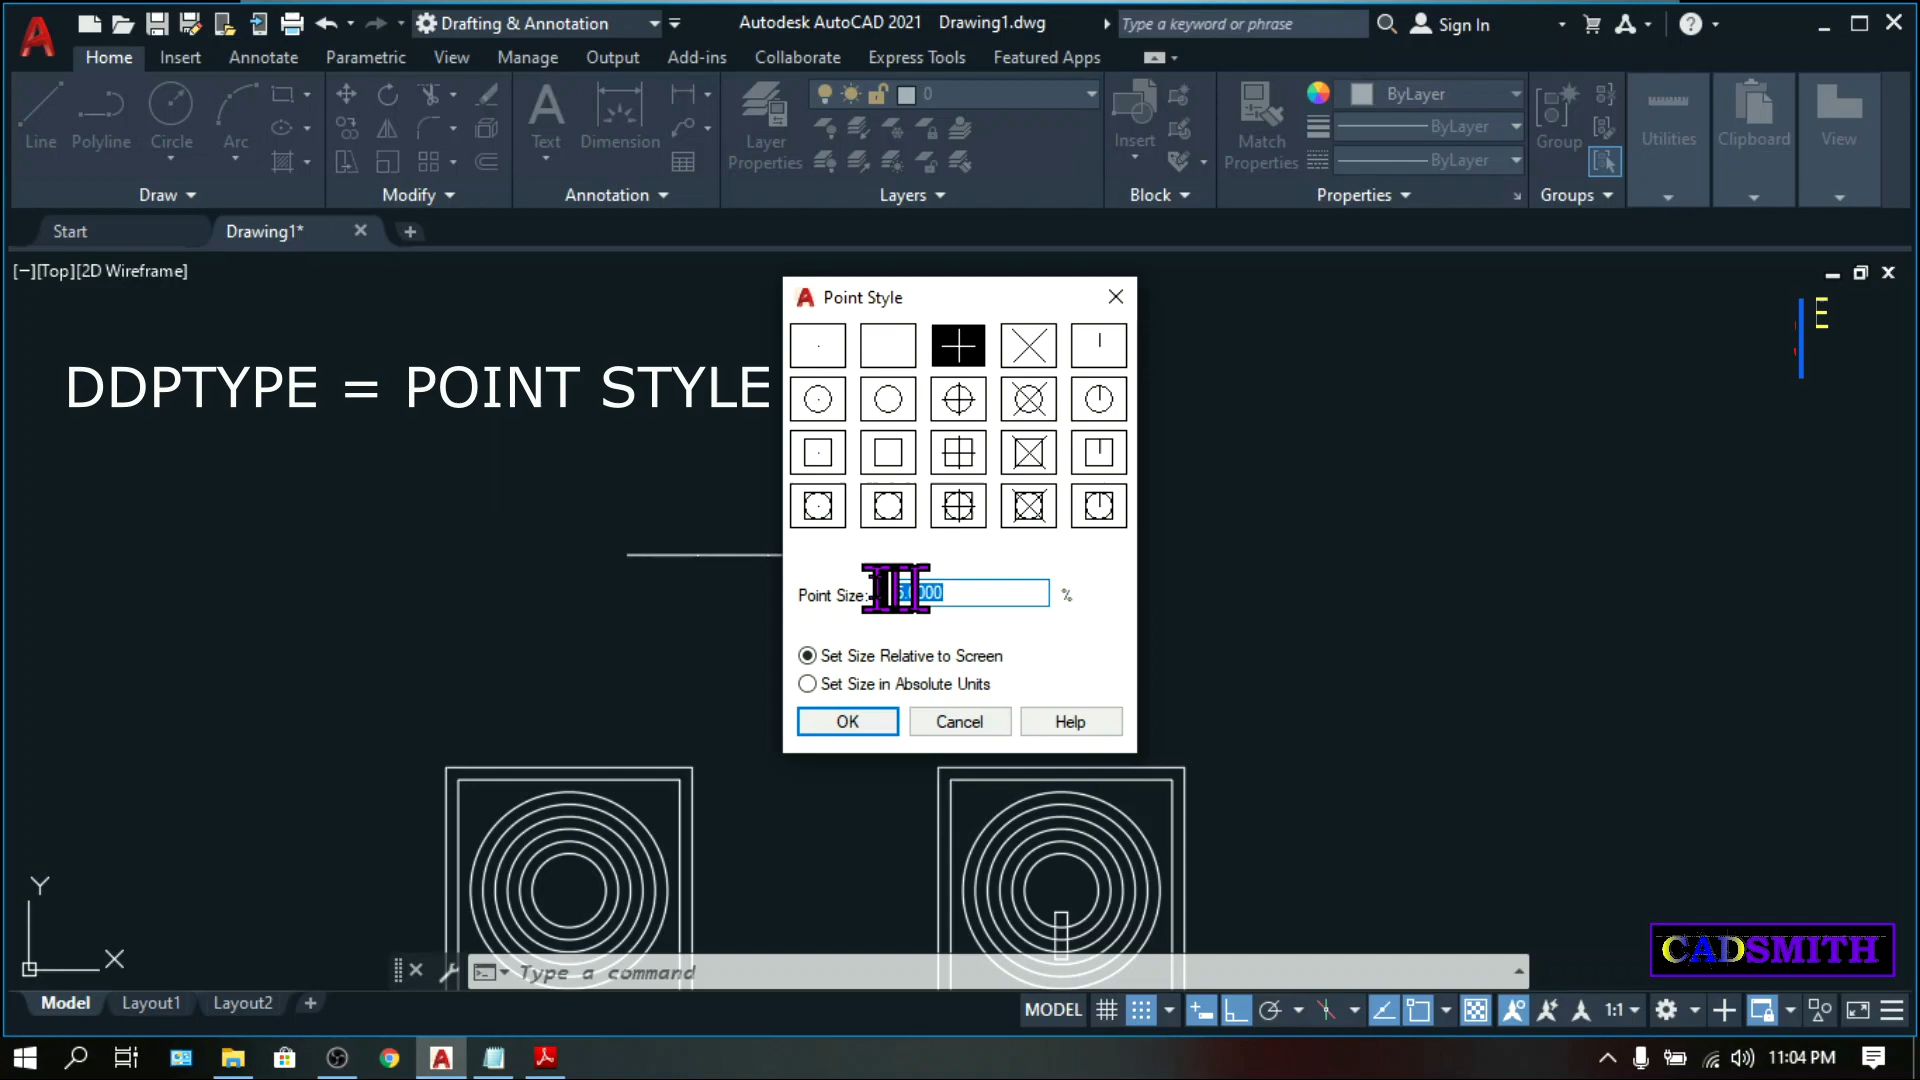 Drafting & Annotation
Autodesk AutoCAD 2021 Drawing1.dwg
Type a keyword or phrase
Sign In
Home Insert Annotate Parametric View Manage Output Add-ins Collaborate Express Tools Featured Apps
0
ByLayer
ByLayer
ByLayer
Line Polyline Circle Arc Text Dimension
Layer
Properties
Insert
Match
Properties
Group Utilities Clipboard View
Draw Modify Annotation Layers Block Properties Groups
Start Drawing1*
[−][Top][2D Wireframe]
E
Point Style
DDPTYPE = POINT STYLE
Point Size: %
Set Size Relative to Screen
Set Size in Absolute Units
OK Cancel Help
Y
X
CADSMITH
Type a command
Model Layout1 Layout2
MODEL 1:1
11:04 PM